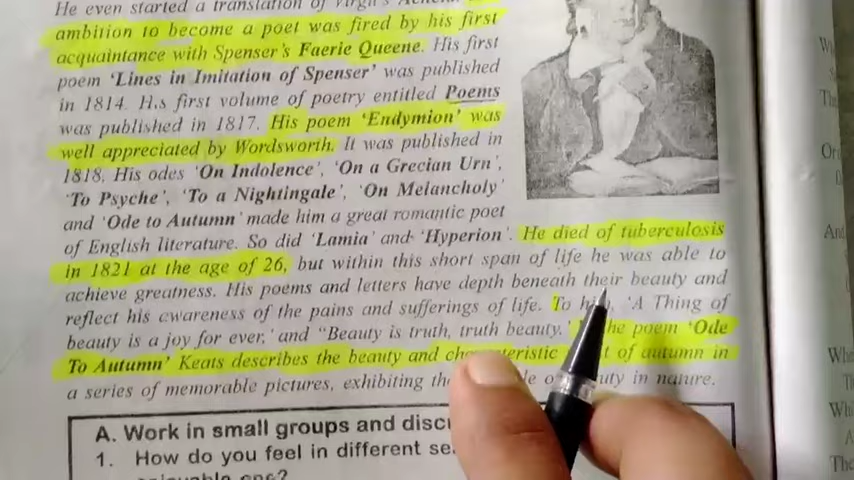 He even started a translation of Virgil's
ambition to become a poet was fired by his first
acquaintance with Spenser's Faerie Queene. His first
poem 'Lines in Imitation of Spenser' was published
in 1814. His first volume of poetry entitled Poems
was published in 1817. His poem 'Endymion' was
well appreciated by Wordsworth. It was published in
1818. His odes 'On Indolence', 'On a Grecian Urn',
'To Psyche', 'To a Nightingale', 'On Melancholy'
and 'Ode to Autumn' made him a great romantic poet
of English literature. So did 'Lamia' and 'Hyperion'. He died of tuberculosis
in 1821 at the age of 26, but within this short span of life he was able to
achieve greatness. His poems and letters have depth beneath their beauty and
reflect his awareness of the pains and sufferings of life. To 'A Thing of
beauty is a joy for ever,' and "Beauty is truth, truth beauty.' the poem 'Ode
To Autumn' Keats describes the beauty and of autumn in
a series of memorable pictures, exhibiting in nature.
A. Work in small groups and
1. How do you feel in different